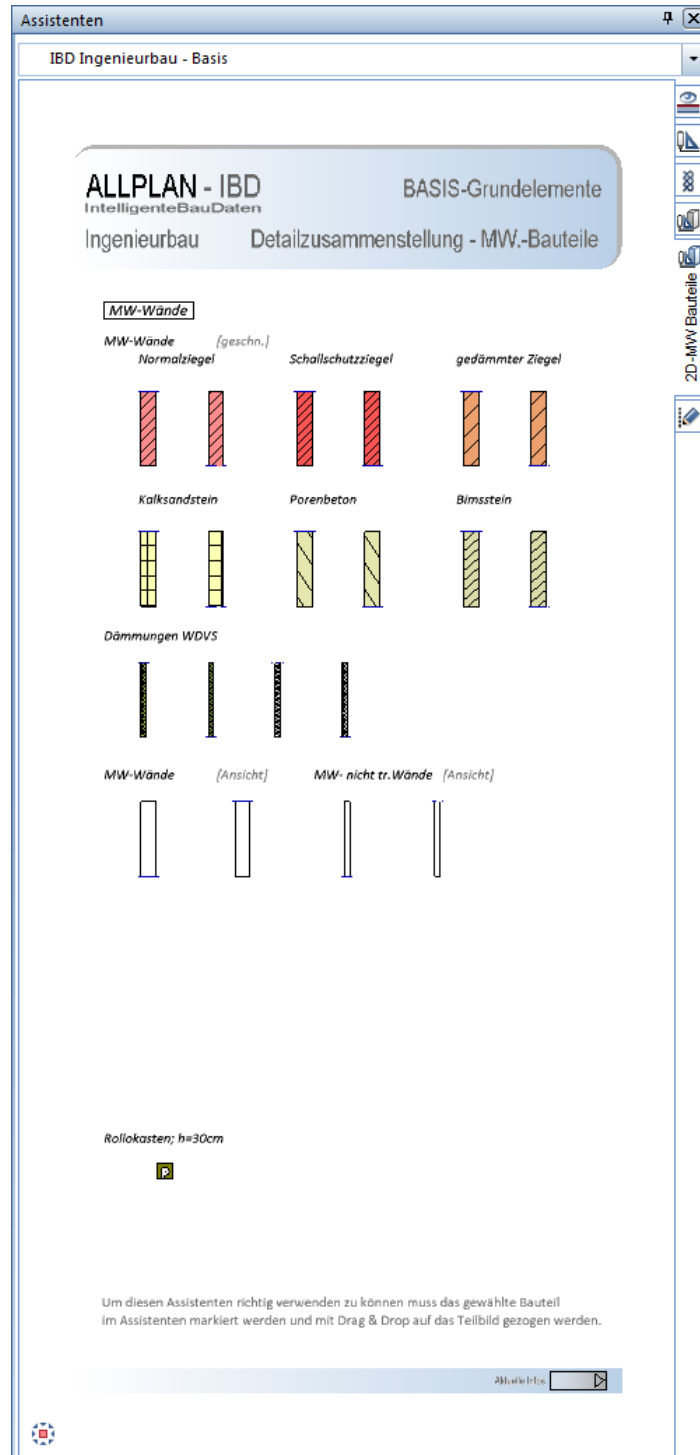 Assistenten
IBD Ingenieurbau - Basis
ALLPLAN - IBD BASIS-Grundelemente
IntelligenteBauDaten
Ingenieurbau Detailzusammenstellung - MW.-Bauteile
2D-MW Bauteile
MW-Wände
MW-Wände [geschn.]
Normalziegel Schallschutzziegel gedämmter Ziegel
Kalksandstein Porenbeton Bimsstein
Dämmungen WDVS
MW-Wände [Ansicht] MW- nicht tr.Wände [Ansicht]
Rollokasten; h=30cm
Um diesen Assistenten richtig verwenden zu können muss das gewählte Bauteil
im Assistenten markiert werden und mit Drag & Drop auf das Teilbild gezogen werden.
Aktuelle Infos